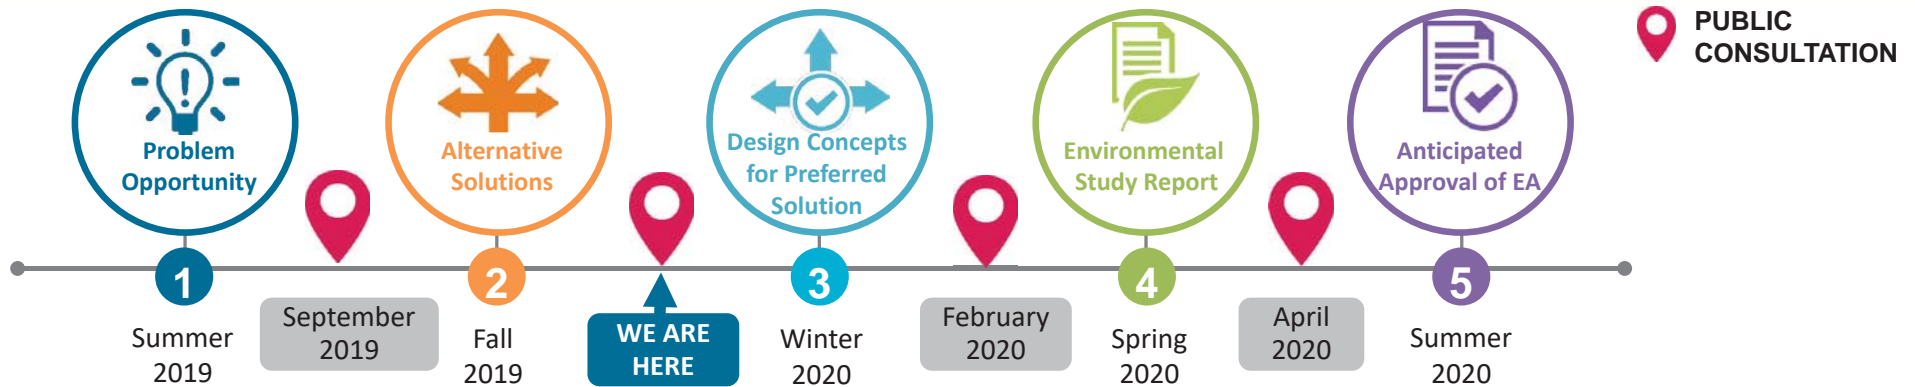 PUBLIC
CONSULTATION
Problem
Opportunity
Alternative
Solutions
Design Concepts
for Preferred
Solution
Environmental
Study Report
Anticipated
Approval of EA
1
2
3
4
5
Summer
2019
September
2019
Fall
2019
WE ARE
HERE
Winter
2020
February
2020
Spring
2020
April
2020
Summer
2020